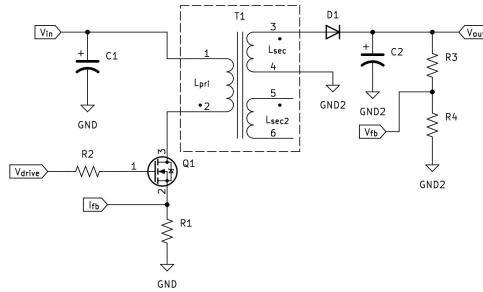 T1
D1
Vin
Vout
C1
+
1
2
Lpri
3
4
Lsec
5
6
Lsec2
C2
+
R3
R4
GND
GND2
GND2
Vfb
GND2
Vdrive
R2
1
3
2
Q1
Ifb
R1
GND